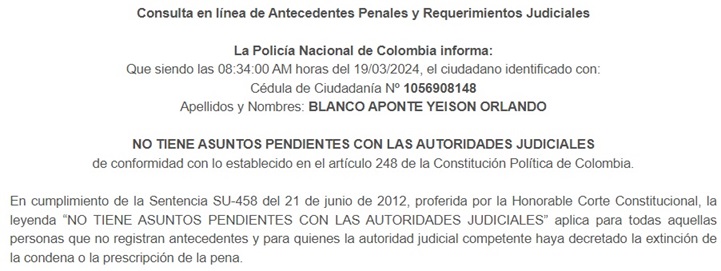 Consulta en línea de Antecedentes Penales y Requerimientos Judiciales
La Policía Nacional de Colombia informa:
Que siendo las 08:34:00 AM horas del 19/03/2024, el ciudadano identificado con:
Cédula de Ciudadanía Nº 1056908148
Apellidos y Nombres: BLANCO APONTE YEISON ORLANDO
NO TIENE ASUNTOS PENDIENTES CON LAS AUTORIDADES JUDICIALES
de conformidad con lo establecido en el artículo 248 de la Constitución Política de Colombia.
En cumplimiento de la Sentencia SU-458 del 21 de junio de 2012, proferida por la Honorable Corte Constitucional, la
leyenda “NO TIENE ASUNTOS PENDIENTES CON LAS AUTORIDADES JUDICIALES” aplica para todas aquellas
personas que no registran antecedentes y para quienes la autoridad judicial competente haya decretado la extinción de
la condena o la prescripción de la pena.